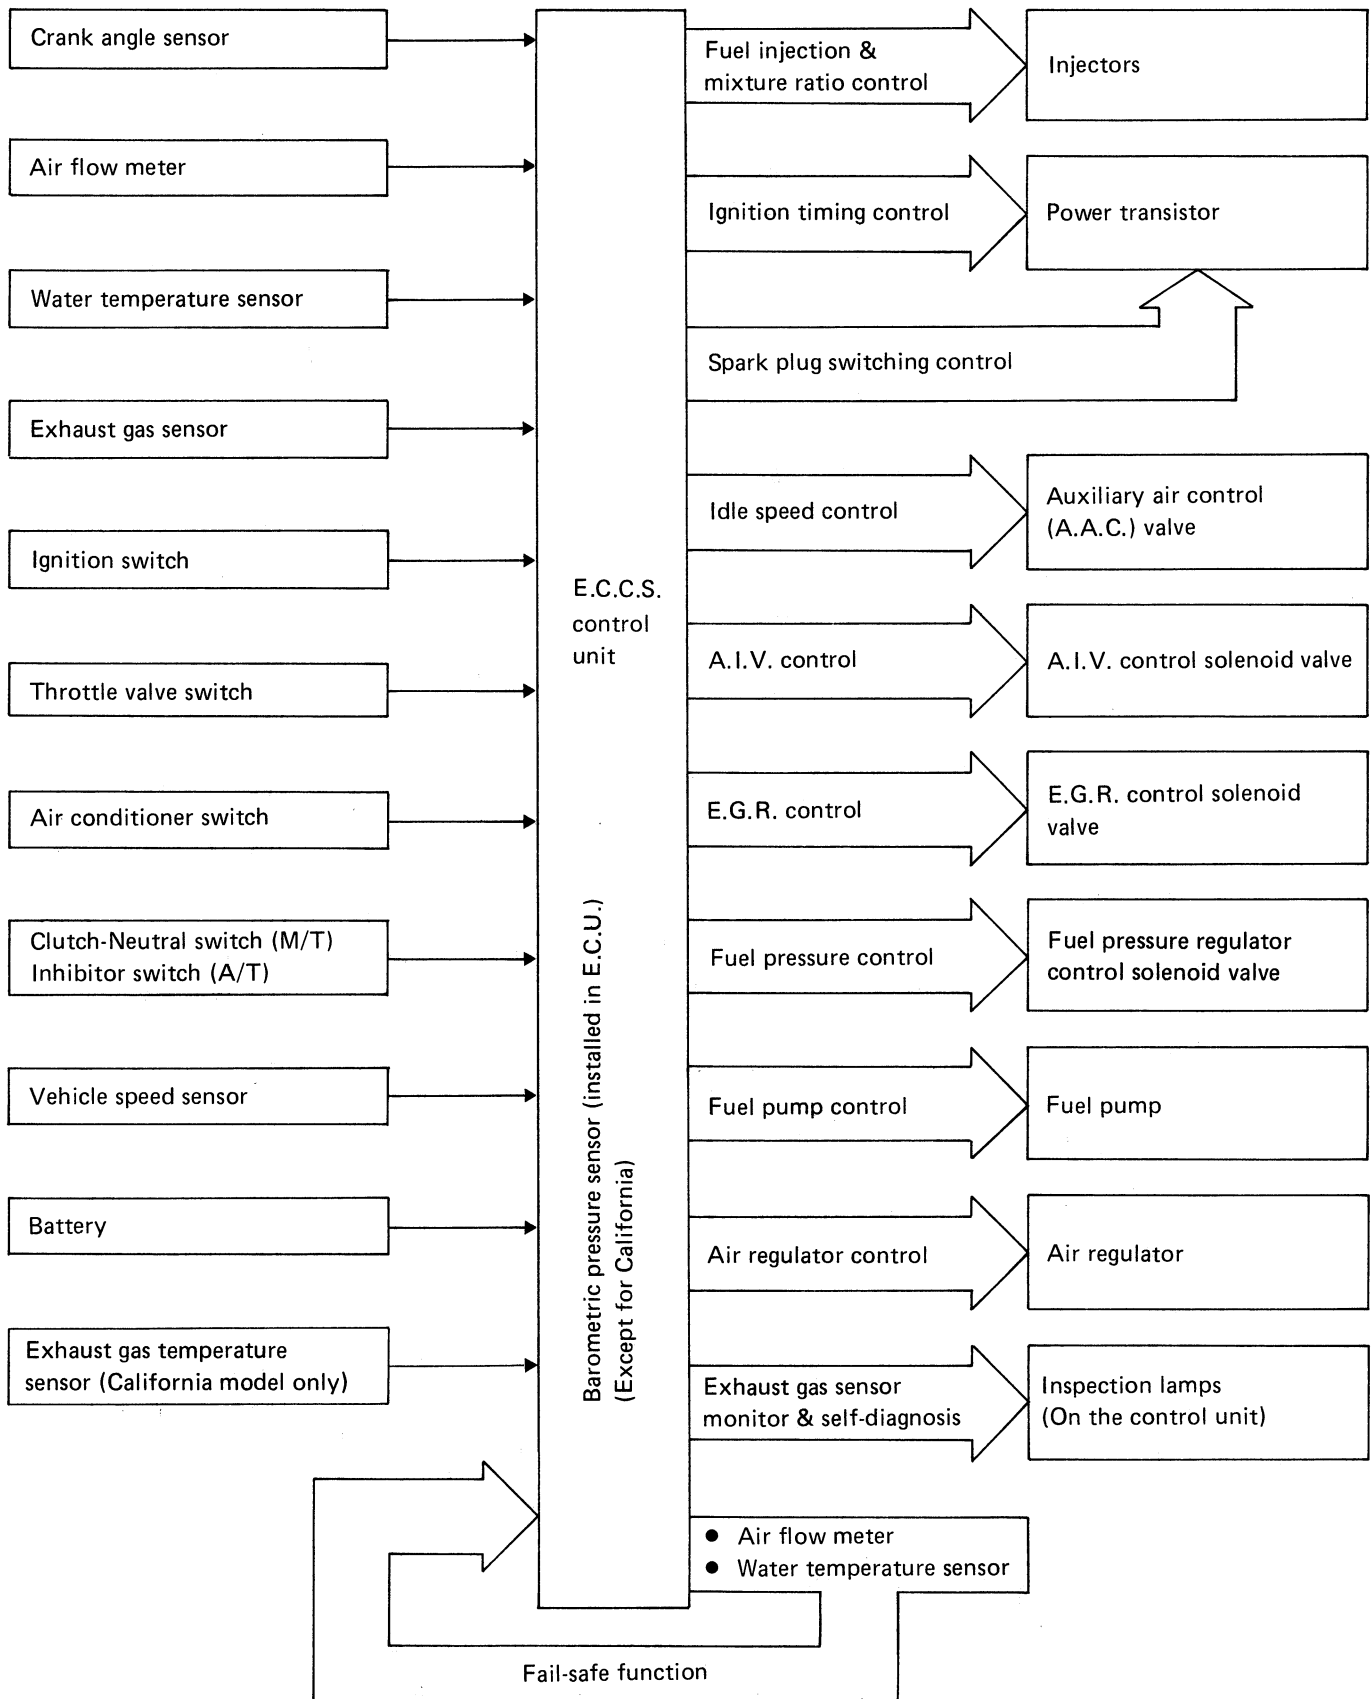 Crank angle sensor
Air flow meter
Water temperature sensor
Exhaust gas sensor
Ignition switch
Throttle valve switch
Air conditioner switch
Clutch-Neutral switch (M/T)
Inhibitor switch (A/T)
Vehicle speed sensor
Battery
Exhaust gas temperature
sensor (California model only)
E.C.C.S.
control
unit
Barometric pressure sensor (installed in E.C.U.)
(Except for California)
Fuel injection &
mixture ratio control
Injectors
Ignition timing control
Power transistor
Spark plug switching control
Idle speed control
Auxiliary air control
(A.A.C.) valve
A.I.V. control
A.I.V. control solenoid valve
E.G.R. control
E.G.R. control solenoid
valve
Fuel pressure control
Fuel pressure regulator
control solenoid valve
Fuel pump control
Fuel pump
Air regulator control
Air regulator
Exhaust gas sensor
monitor & self-diagnosis
Inspection lamps
(On the control unit)
● Air flow meter
● Water temperature sensor
Fail-safe function